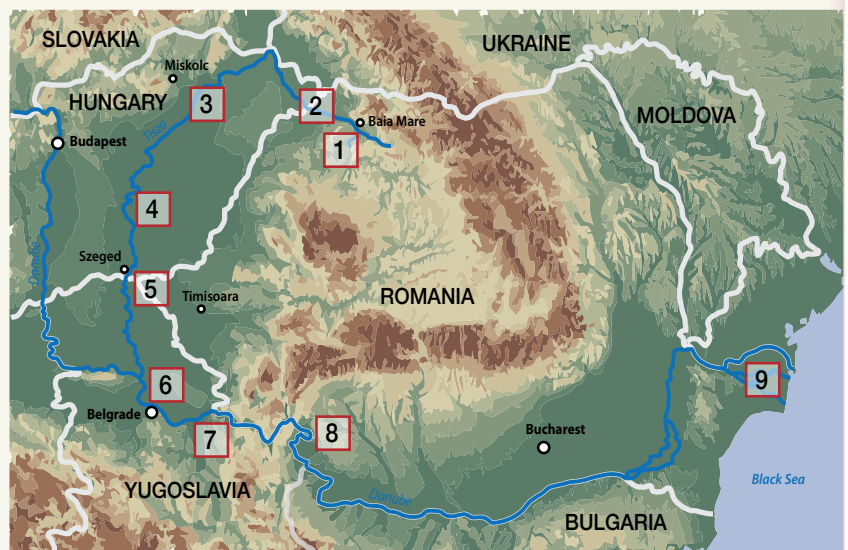 SLOVAKIA
UKRAINE
Miskolc
HUNGARY
3
2
MOLDOVA
Baia Mare
Tisza
Budapest
1
4
Danube
Szeged
5
Timisoara
ROMANIA
6
9
Belgrade
7
8
Bucharest
Black Sea
YUGOSLAVIA
Danube
BULGARIA